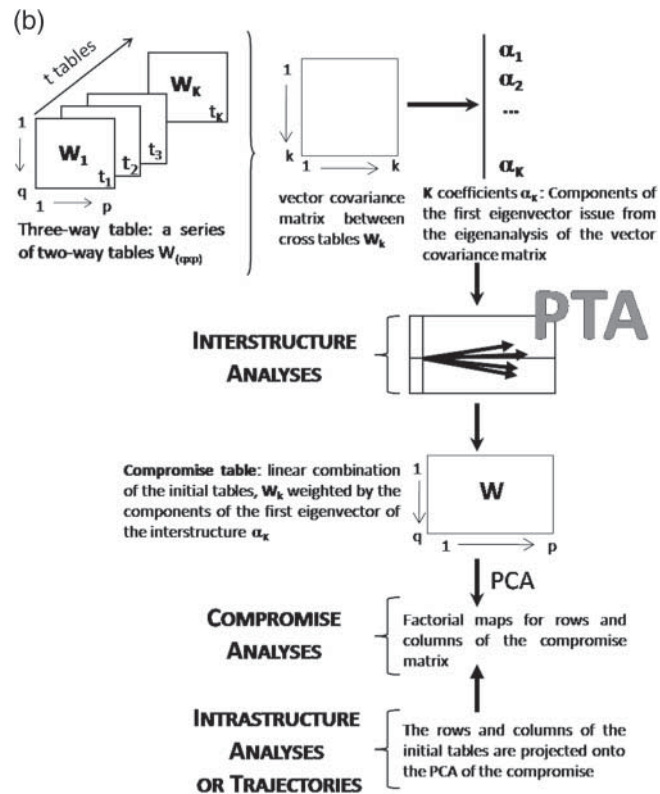 (b)
t tables
W_K
t_K
1
W_1
t_3
t_2
t_1
q
1 → p
Three-way table: a series
of two-way tables W_(qxp)
1
k
1 → k
vector covariance
matrix between
cross tables W_k
α_1
α_2
...
α_K
K coefficients α_K: Components of
the first eigenvector issue from
the eigenanalysis of the vector
covariance matrix
PTA
INTERSTRUCTURE
ANALYSES
Compromise table: linear combination
of the initial tables, W_k weighted by the
components of the first eigenvector of
the interstructure α_K
1
W
q
1 → p
PCA
COMPROMISE
ANALYSES
Factorial maps for rows and
columns of the compromise
matrix
INTRASTRUCTURE
ANALYSES
OR TRAJECTORIES
The rows and columns of the
initial tables are projected onto
the PCA of the compromise